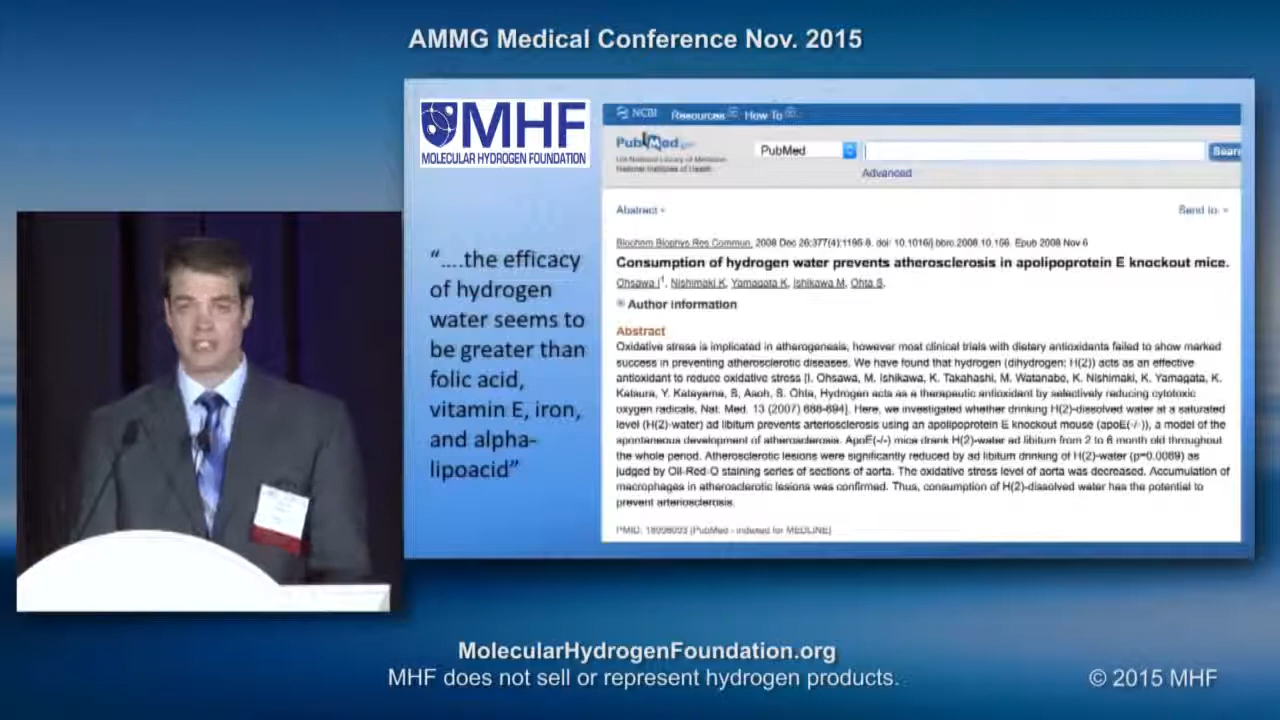 AMMG Medical Conference Nov. 2015
MHF
MOLECULAR HYDROGEN FOUNDATION
“....the efficacy
of hydrogen
water seems to
be greater than
folic acid,
vitamin E, iron,
and alpha-
lipoacid”
NCBI Resources How To
PubMed
US National Library of Medicine
National Institutes of Health
PubMed
Advanced
Abstract
Send to:
Biochem Biophys Res Commun. 2008 Dec 26;377(4):1195-8. doi: 10.1016/j.bbrc.2008.10.156. Epub 2008 Nov 6
Consumption of hydrogen water prevents atherosclerosis in apolipoprotein E knockout mice.
Ohsawa I1, Nishimaki K, Yamagata K, Ishikawa M, Ohta S.
Author information
Abstract
Oxidative stress is implicated in atherogenesis, however most clinical trials with dietary antioxidants failed to show marked
success in preventing atherosclerotic diseases. We have found that hydrogen (dihydrogen; H(2)) acts as an effective
antioxidant to reduce oxidative stress [I. Ohsawa, M. Ishikawa, K. Takahashi, M. Watanabe, K. Nishimaki, K. Yamagata, K.
Katsura, Y. Katayama, S, Asoh, S. Ohta, Hydrogen acts as a therapeutic antioxidant by selectively reducing cytotoxic
oxygen radicals, Nat. Med. 13 (2007) 688-694]. Here, we investigated whether drinking H(2)-dissolved water at a saturated
level (H(2)-water) ad libitum prevents arteriosclerosis using an apolipoprotein E knockout mouse (apoE(-/-)), a model of the
spontaneous development of atherosclerosis. ApoE(-/-) mice drank H(2)-water ad libitum from 2 to 6 month old throughout
the whole period. Atherosclerotic lesions were significantly reduced by ad libitum drinking of H(2)-water (p=0.0069) as
judged by Oil-Red-O staining series of sections of aorta. The oxidative stress level of aorta was decreased. Accumulation of
macrophages in atherosclerotic lesions was confirmed. Thus, consumption of H(2)-dissolved water has the potential to
prevent arteriosclerosis.
[PubMed - indexed for MEDLINE]
MolecularHydrogenFoundation.org
MHF does not sell or represent hydrogen products.
© 2015 MHF